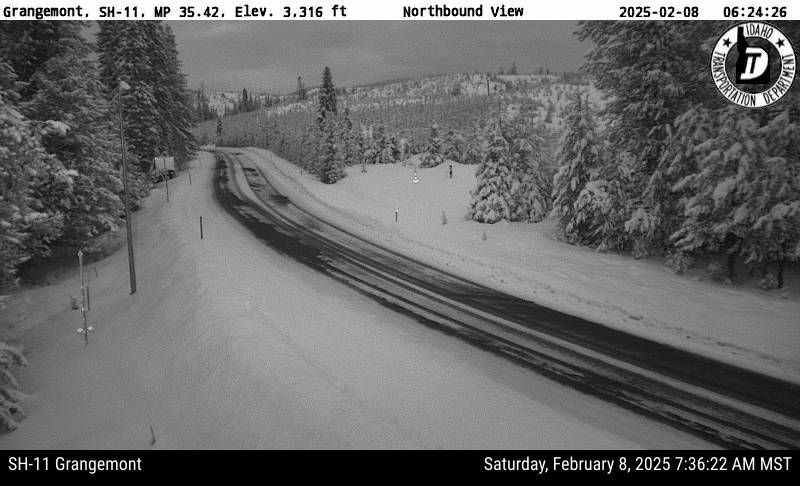 Grangemont, SH-11, MP 35.42, Elev. 3,316 ft Northbound View 2025-02-08 06:24:26
IDAHO
TRANSPORTATION DEPARTMENT
SH-11 Grangemont Saturday, February 8, 2025 7:36:22 AM MST